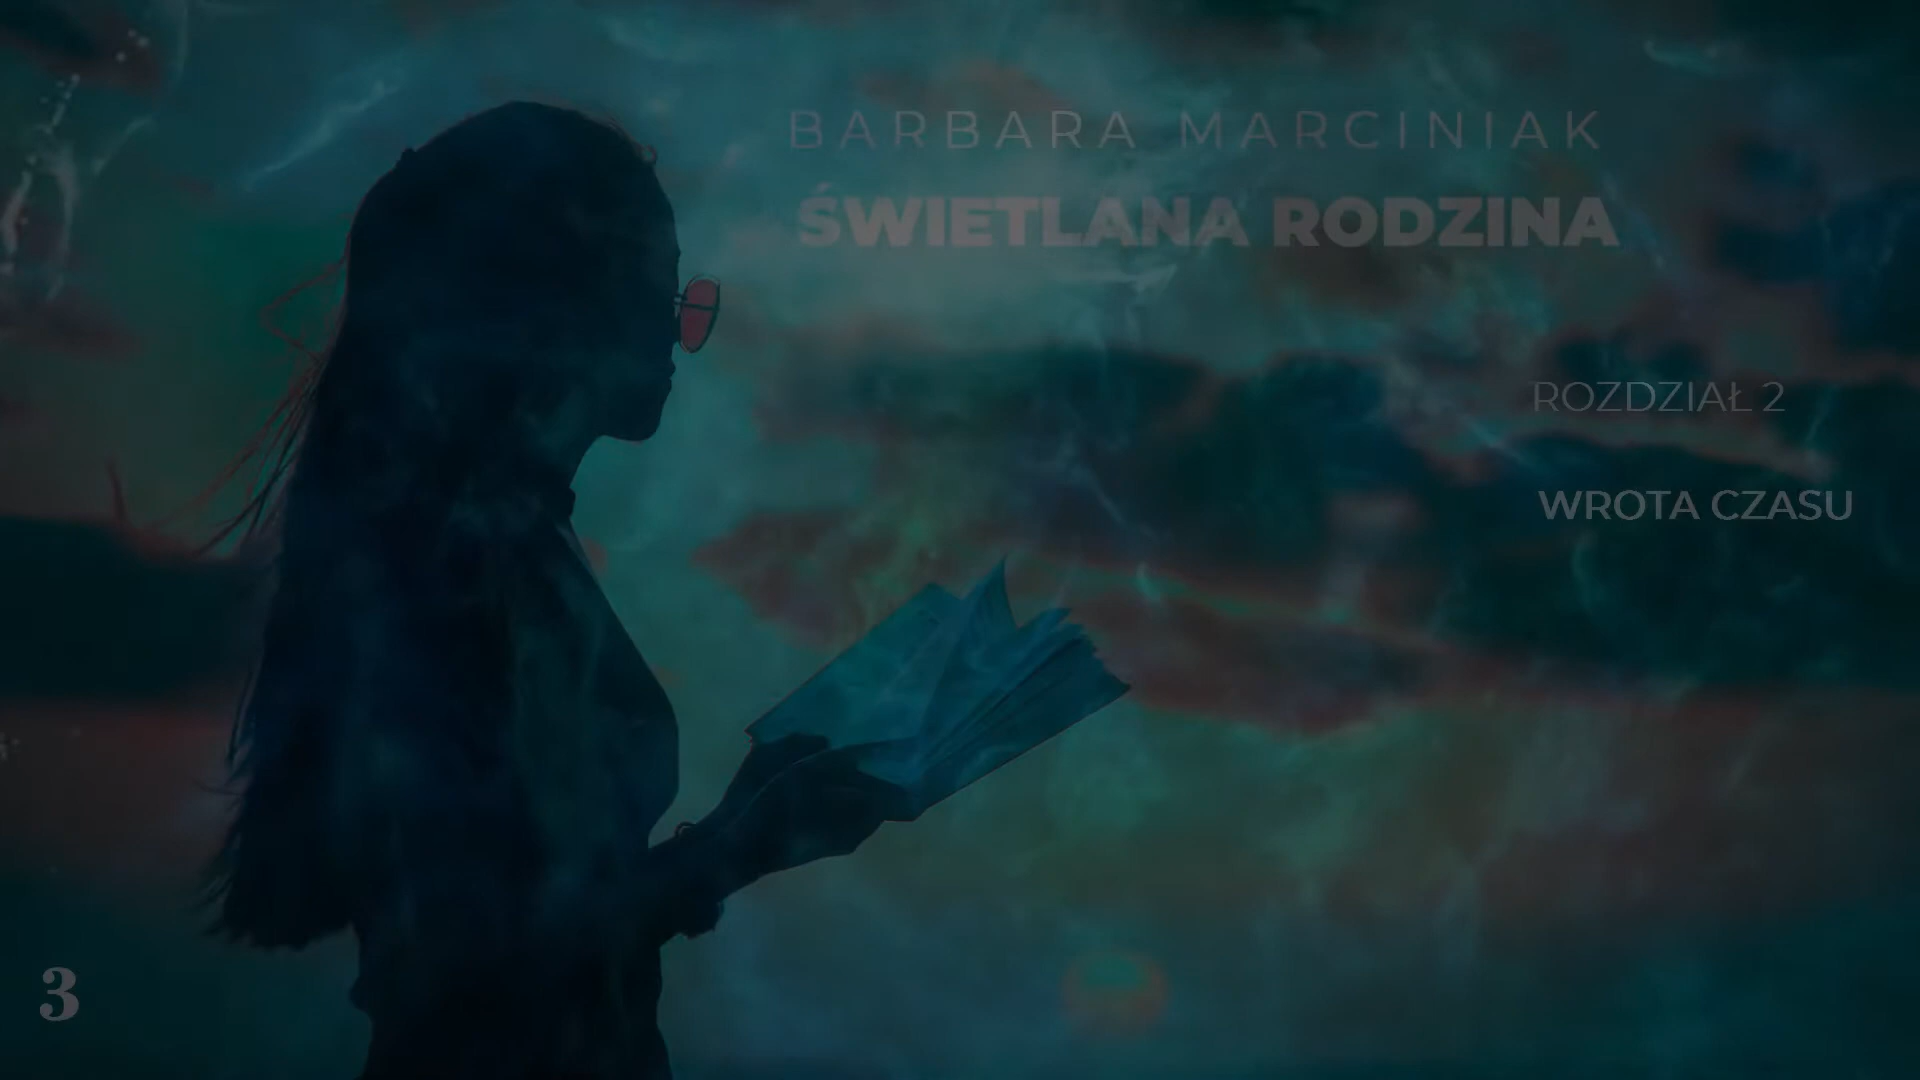 BARBARA MARCINIAK
ŚWIETLANA RODZINA
ROZDZIAŁ 2
WROTA CZASU
3